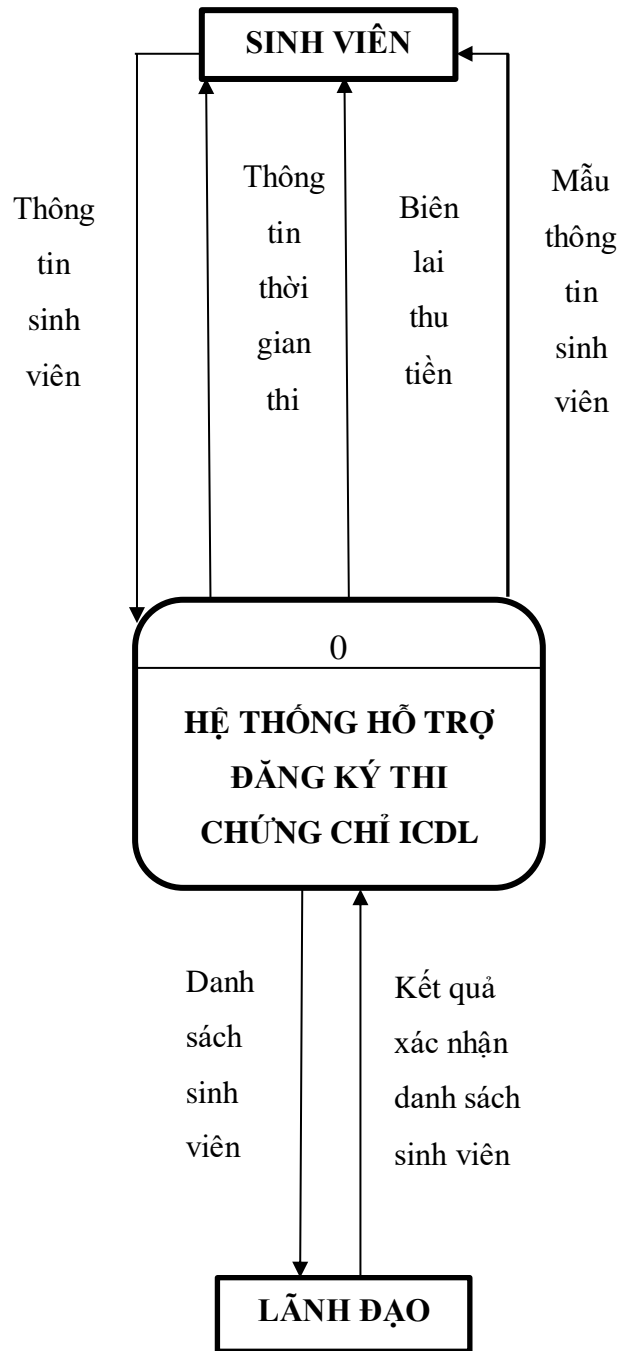 SINH VIÊN
Thông
tin
sinh
viên
Thông
tin
thời
gian
thi
Biên
lai
thu
tiền
Mẫu
thông
tin
sinh
viên
0
HỆ THỐNG HỖ TRỢ
ĐĂNG KÝ THI
CHỨNG CHỈ ICDL
Danh
sách
sinh
viên
Kết quả
xác nhận
danh sách
sinh viên
LÃNH ĐẠO